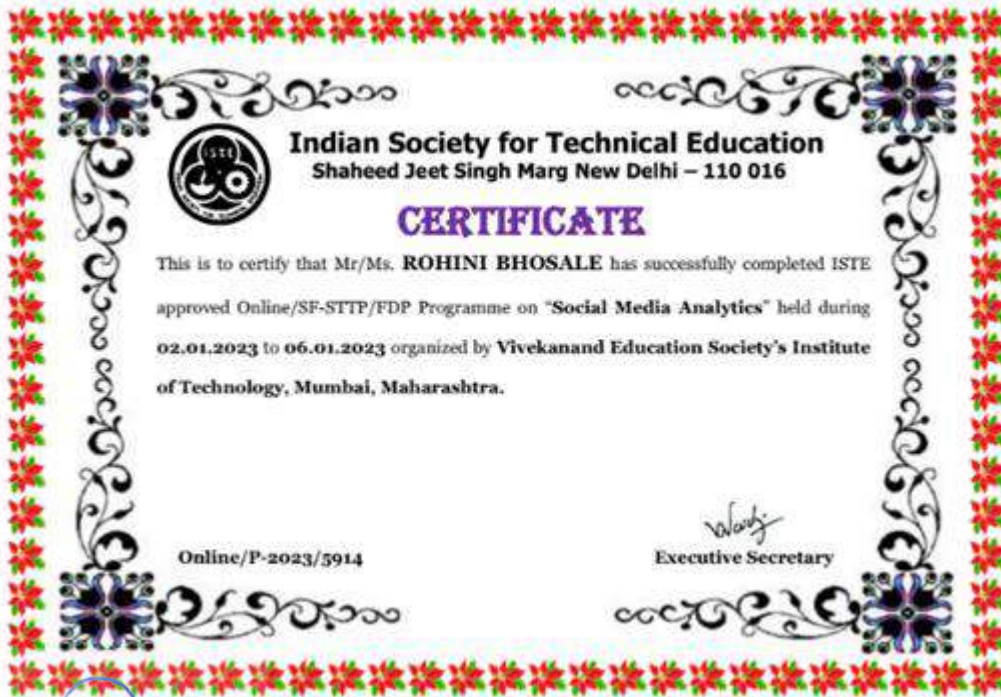 ISTE
Indian Society for Technical Education
Shaheed Jeet Singh Marg New Delhi – 110 016
CERTIFICATE
This is to certify that Mr/Ms. ROHINI BHOSALE has successfully completed ISTE
approved Online/SF-STTP/FDP Programme on "Social Media Analytics" held during
02.01.2023 to 06.01.2023 organized by Vivekanand Education Society's Institute
of Technology, Mumbai, Maharashtra.
Online/P-2023/5914
Executive Secretary